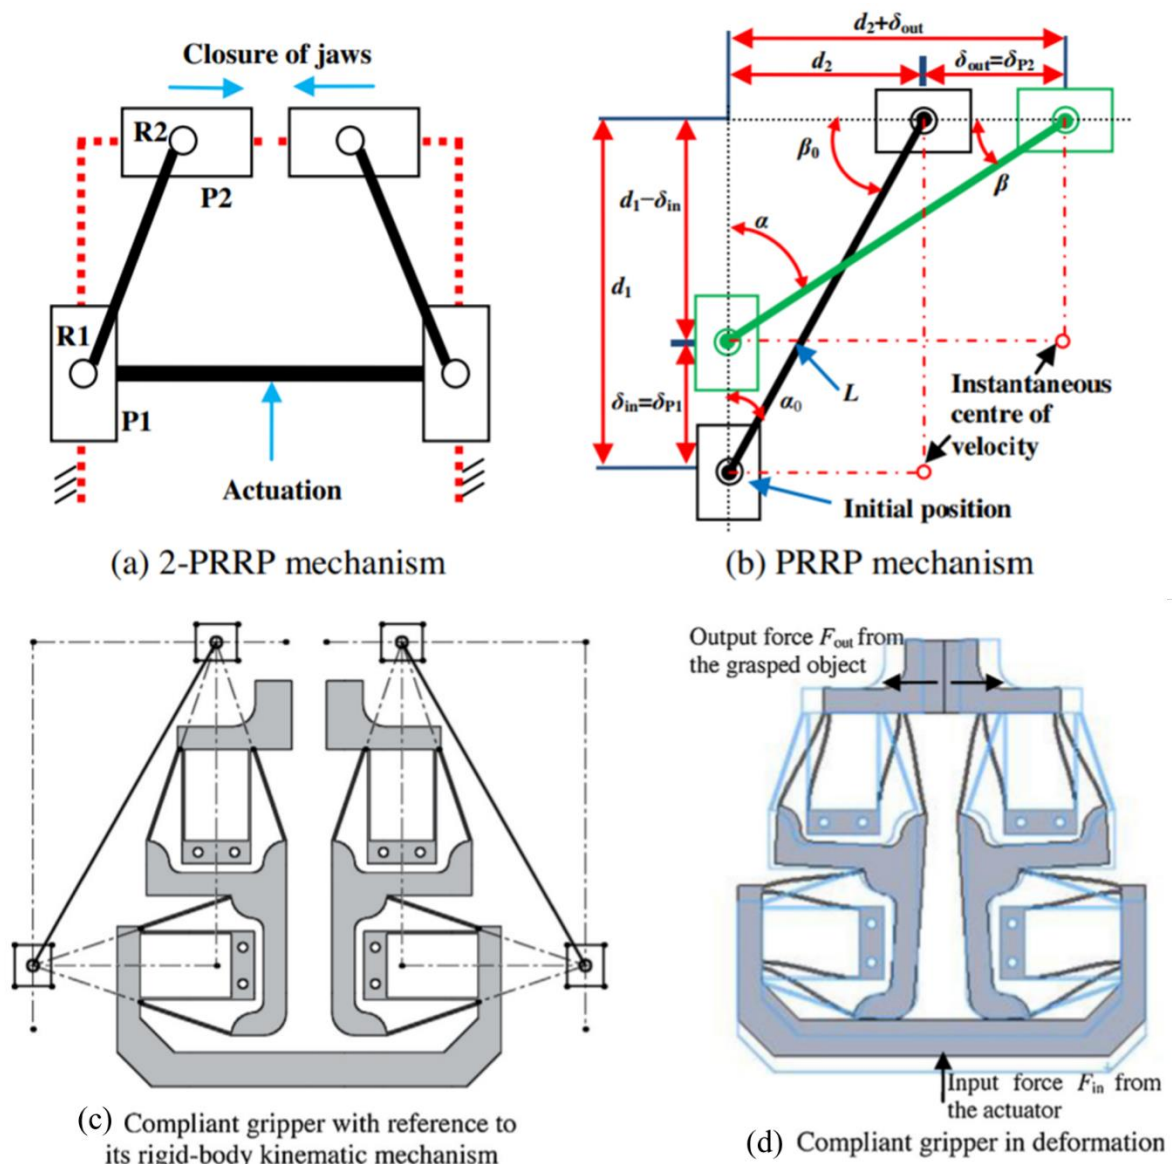 Closure of jaws
R2
P2
R1
P1
Actuation
(a) 2-PRRP mechanism
d₂+δout
d₂
δout=δP2
β₀
β
d₁−δin
α
d₁
δin=δP1
α₀
L
Instantaneous
centre of
velocity
Initial position
(b) PRRP mechanism
(c) Compliant gripper with reference to
its rigid-body kinematic mechanism
Output force Fout from
the grasped object
Input force Fin from
the actuator
(d) Compliant gripper in deformation